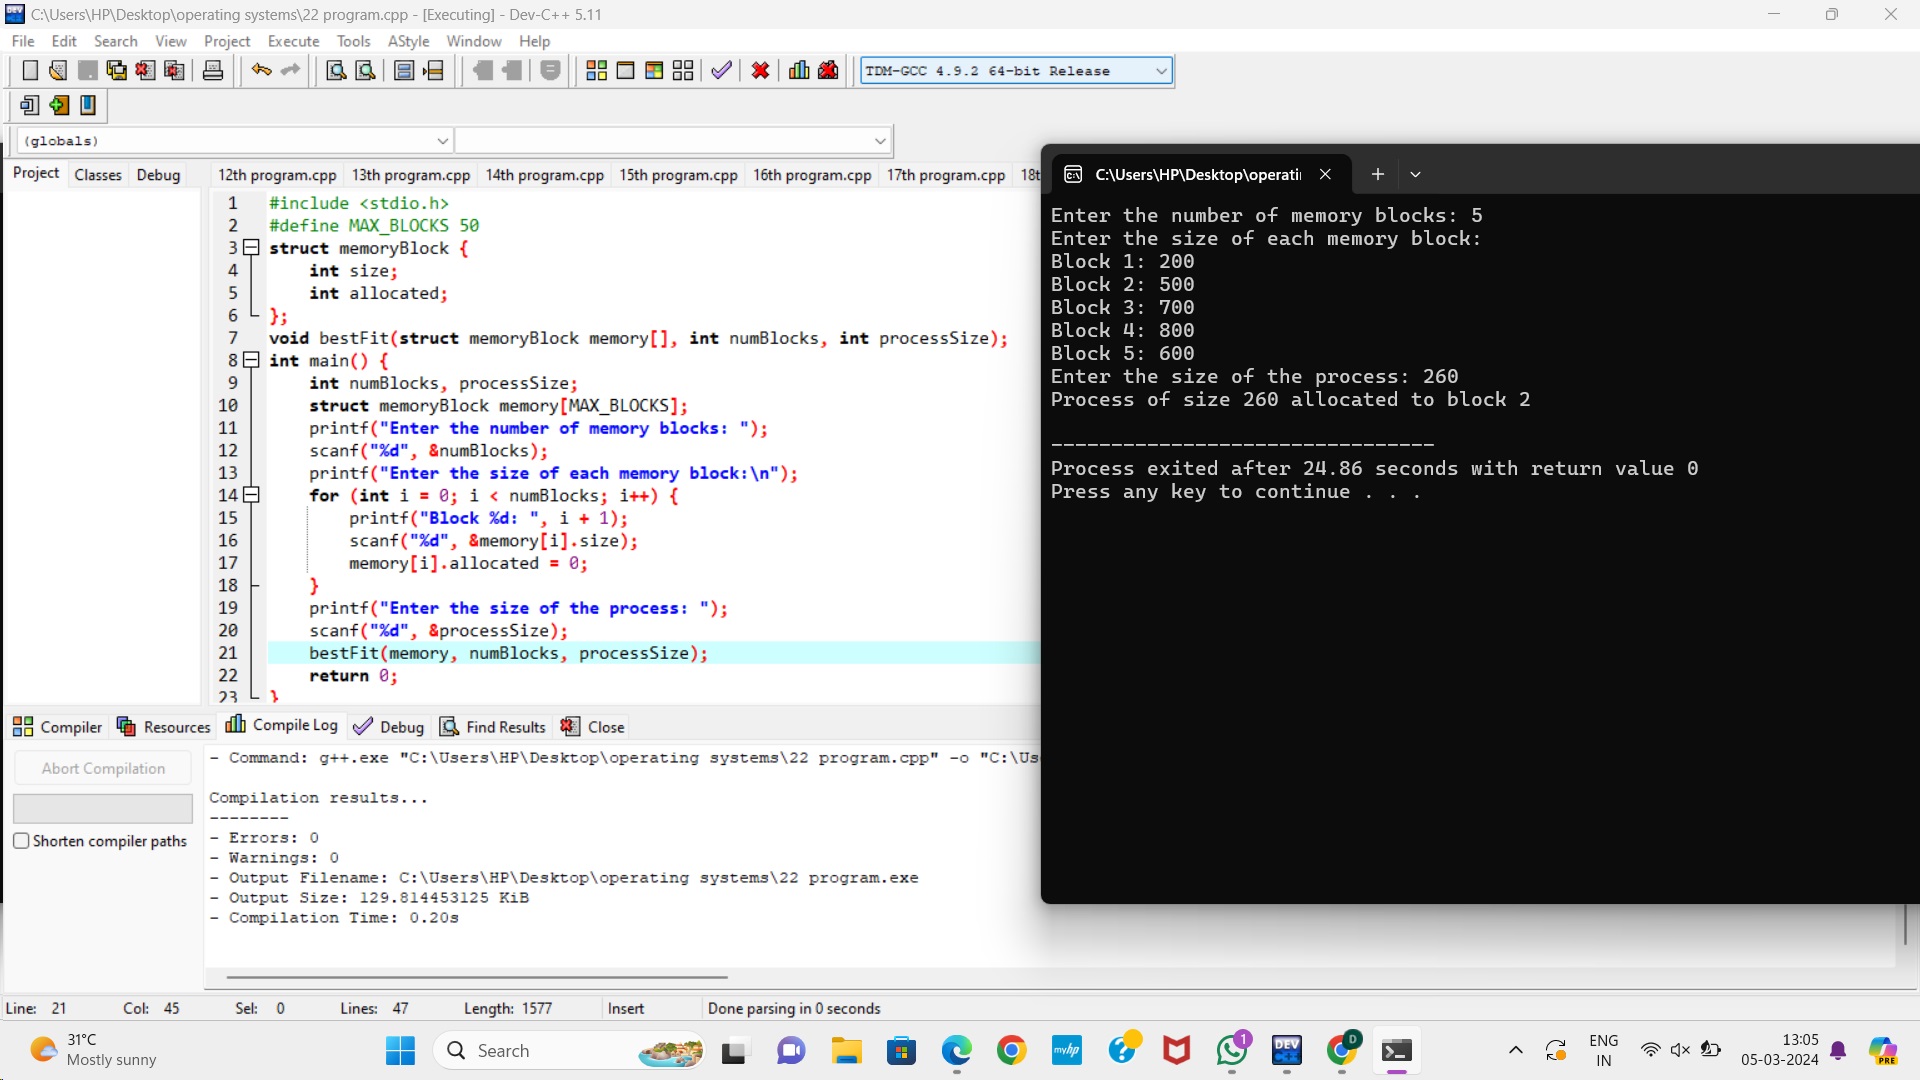 C:\Users\HP\Desktop\operating systems\22 program.cpp - [Executing] - Dev-C++ 5.11
File Edit Search View Project Execute Tools AStyle Window Help
TDM-GCC 4.9.2 64-bit Release
(globals)
Project Classes Debug
12th program.cpp 13th program.cpp 14th program.cpp 15th program.cpp 16th program.cpp 17th program.cpp 18t
1 #include <stdio.h>
2 #define MAX_BLOCKS 50
3 struct memoryBlock {
4 int size;
5 int allocated;
6 };
7 void bestFit(struct memoryBlock memory[], int numBlocks, int processSize);
8 int main() {
9 int numBlocks, processSize;
10 struct memoryBlock memory[MAX_BLOCKS];
11 printf("Enter the number of memory blocks: ");
12 scanf("%d", &numBlocks);
13 printf("Enter the size of each memory block:\n");
14 for (int i = 0; i < numBlocks; i++) {
15 printf("Block %d: ", i + 1);
16 scanf("%d", &memory[i].size);
17 memory[i].allocated = 0;
18 }
19 printf("Enter the size of the process: ");
20 scanf("%d", &processSize);
21 bestFit(memory, numBlocks, processSize);
22 return 0;
23 }
C:\Users\HP\Desktop\operati
Enter the number of memory blocks: 5
Enter the size of each memory block:
Block 1: 200
Block 2: 500
Block 3: 700
Block 4: 800
Block 5: 600
Enter the size of the process: 260
Process of size 260 allocated to block 2
--------------------------------
Process exited after 24.86 seconds with return value 0
Press any key to continue . . .
Compiler Resources Compile Log Debug Find Results Close
Abort Compilation
Shorten compiler paths
- Command: g++.exe "C:\Users\HP\Desktop\operating systems\22 program.cpp" -o "C:\Us
Compilation results...
--------
- Errors: 0
- Warnings: 0
- Output Filename: C:\Users\HP\Desktop\operating systems\22 program.exe
- Output Size: 129.814453125 KiB
- Compilation Time: 0.20s
Line: 21 Col: 45 Sel: 0 Lines: 47 Length: 1577 Insert Done parsing in 0 seconds
31°C
Mostly sunny
Search
myhp
1
DEV
D
ENG
IN
13:05
05-03-2024
PRE